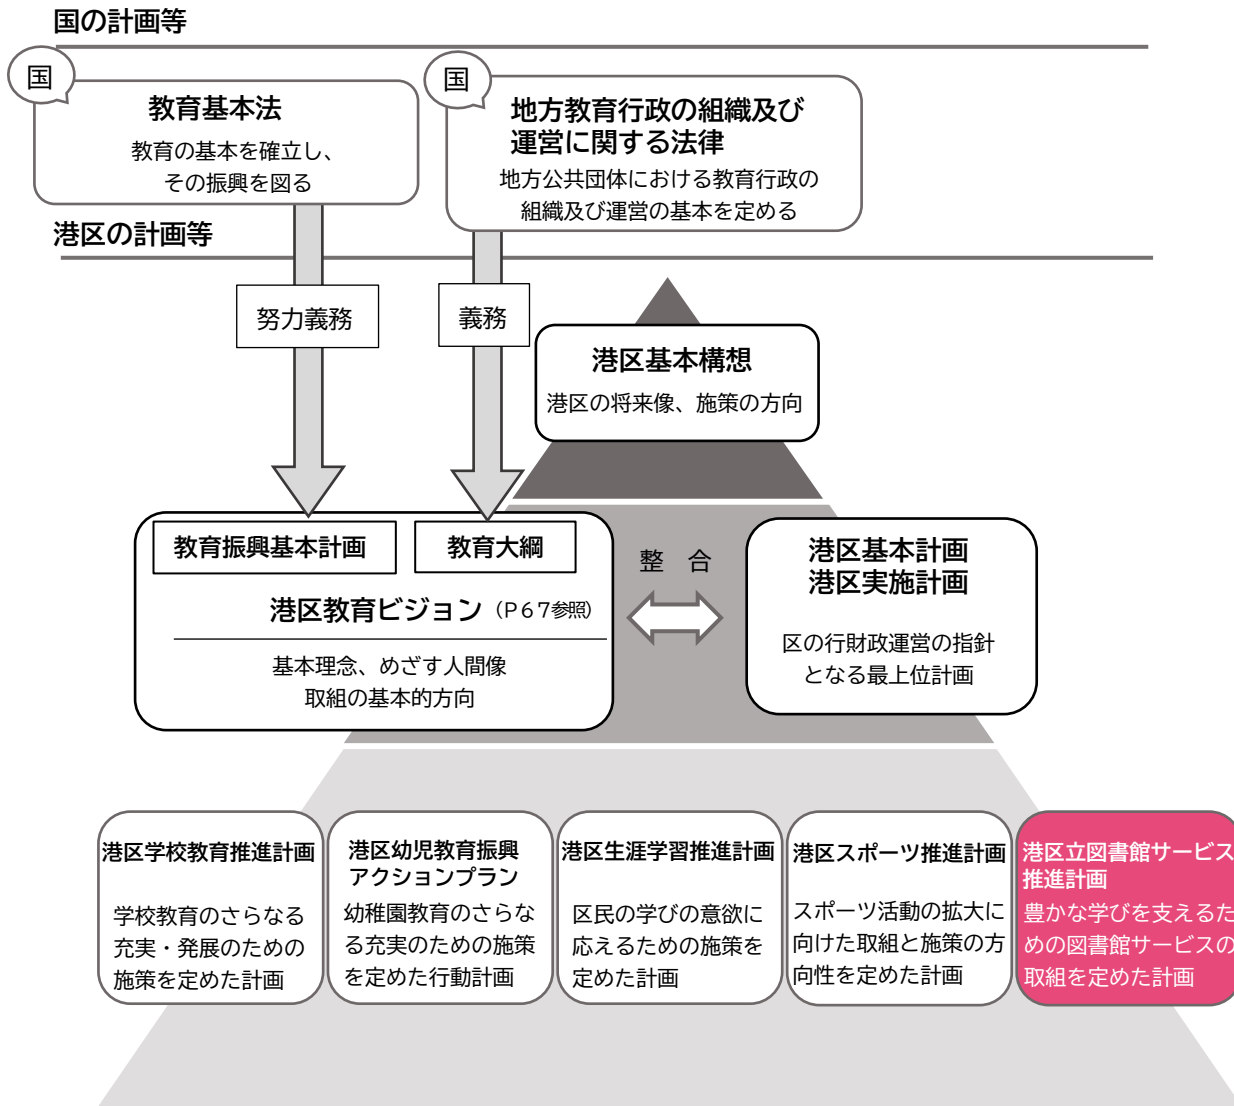 国の計画等
国
教育基本法
教育の基本を確立し、
その振興を図る
国
地方教育行政の組織及び
運営に関する法律
地方公共団体における教育行政の
組織及び運営の基本を定める
港区の計画等
努力義務
義務
港区基本構想
港区の将来像、施策の方向
教育振興基本計画
教育大綱
港区教育ビジョン（P67参照）
基本理念、めざす人間像
取組の基本的方向
整　合
港区基本計画
港区実施計画
区の行財政運営の指針
となる最上位計画
港区学校教育推進計画
学校教育のさらなる
充実・発展のための
施策を定めた計画
港区幼児教育振興
アクションプラン
幼稚園教育のさらな
る充実のための施策
を定めた行動計画
港区生涯学習推進計画
区民の学びの意欲に
応えるための施策を
定めた計画
港区スポーツ推進計画
スポーツ活動の拡大に
向けた取組と施策の方
向性を定めた計画
港区立図書館サービス
推進計画
豊かな学びを支えるた
めの図書館サービスの
取組を定めた計画